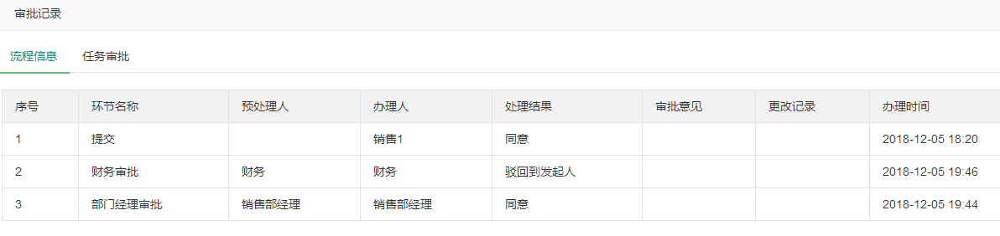 审批记录
流程信息 任务审批
序号 环节名称 预处理人 办理人 处理结果 审批意见 更改记录 办理时间
1 提交 销售1 同意 2018-12-05 18:20
2 财务审批 财务 财务 驳回到发起人 2018-12-05 19:46
3 部门经理审批 销售部经理 销售部经理 同意 2018-12-05 19:44